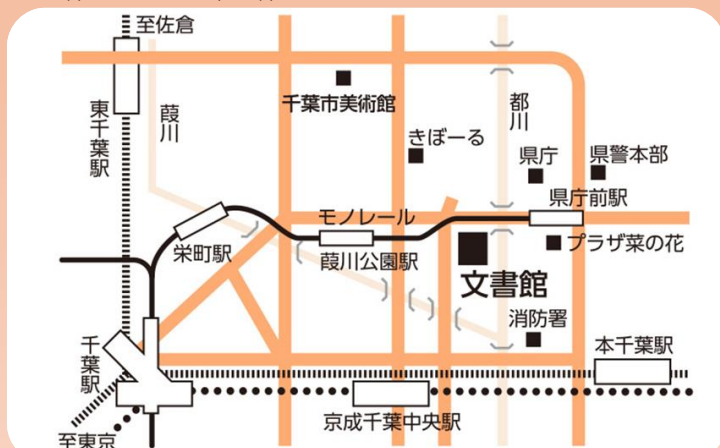 至佐倉
東千葉駅
葭川
千葉市美術館
都川
きぼーる
県庁
県警本部
県庁前駅
モノレール
栄町駅
葭川公園駅
プラザ菜の花
文書館
消防署
千葉駅
本千葉駅
京成千葉中央駅
至東京